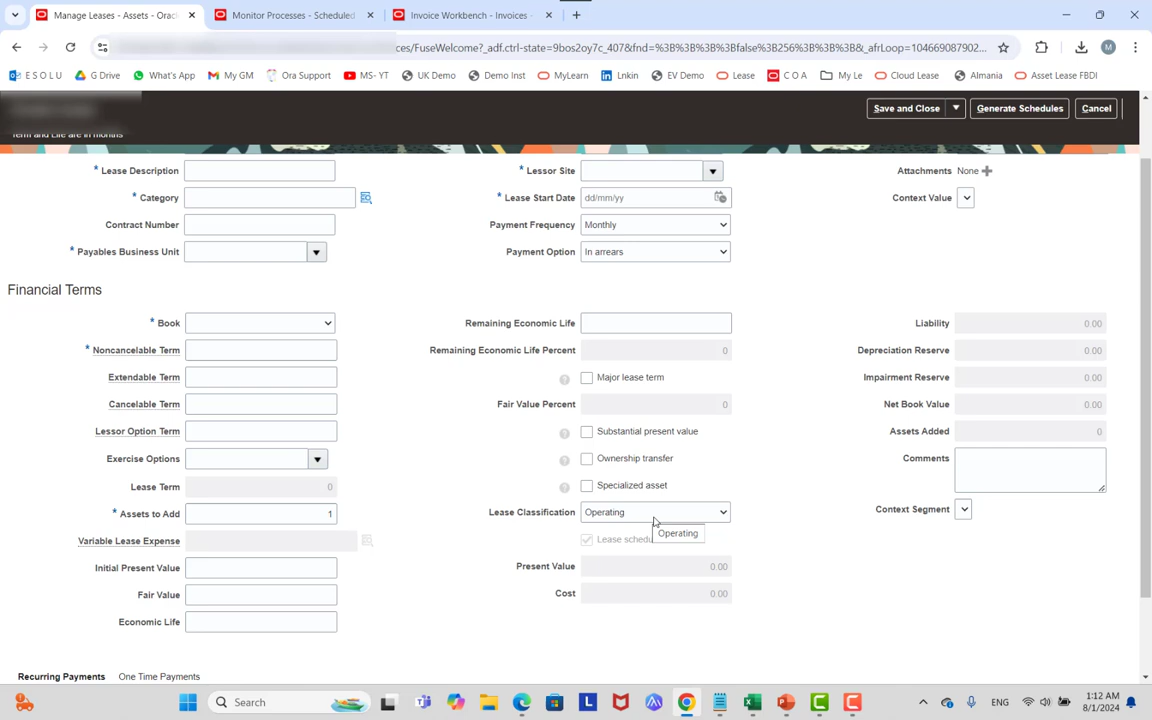 Manage Leases - Assets - Orac
Monitor Processes - Scheduled
Invoice Workbench - Invoices -
ces/FuseWelcome?_adf.ctrl-state=9bos2oy7c_407&fnd=%3B%3B%3B%3Bfalse%3B256%3B%3B%3B&_afrLoop=104669087902...
E S O L U
G Drive
What's App
My GM
Ora Support
MS- YT
UK Demo
Demo Inst
MyLearn
Lnkin
EV Demo
Lease
C O A
My Le
Cloud Lease
Almania
Asset Lease FBDI
Save and Close
Generate Schedules
Cancel
Term and Life are in months
* Lease Description
* Lessor Site
Attachments None
* Category
* Lease Start Date dd/mm/yy
Context Value
Contract Number
Payment Frequency Monthly
* Payables Business Unit
Payment Option In arrears
Financial Terms
* Book
Remaining Economic Life
Liability 0.00
* Noncancelable Term
Remaining Economic Life Percent 0
Depreciation Reserve 0.00
Extendable Term
Major lease term
Impairment Reserve 0.00
Cancelable Term
Fair Value Percent 0
Net Book Value 0.00
Lessor Option Term
Substantial present value
Assets Added 0
Exercise Options
Ownership transfer
Comments
Lease Term 0
Specialized asset
* Assets to Add 1
Lease Classification Operating
Context Segment
Operating
Variable Lease Expense
Lease schedu
Initial Present Value
Present Value 0.00
Fair Value
Cost 0.00
Economic Life
Recurring Payments One Time Payments
Search
ENG
1:12 AM
8/1/2024